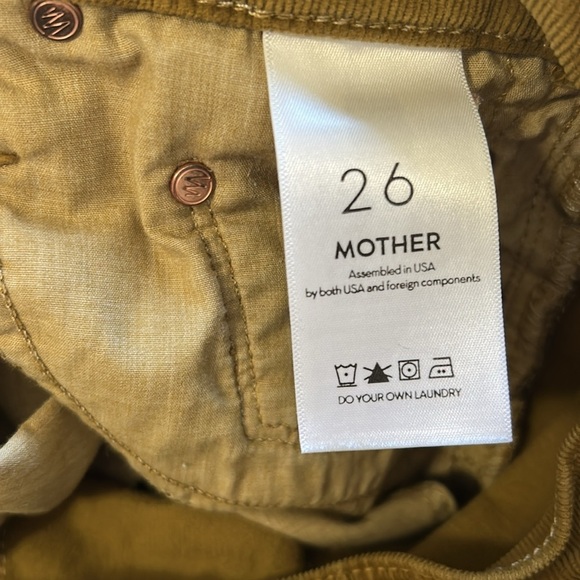 26
MOTHER
Assembled in USA
by both USA and foreign components
DO YOUR OWN LAUNDRY